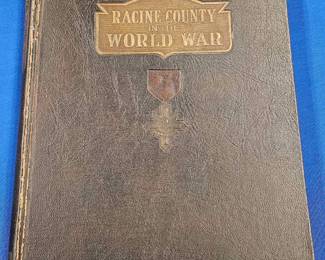 RACINE COUNTY
IN THE
WORLD WAR